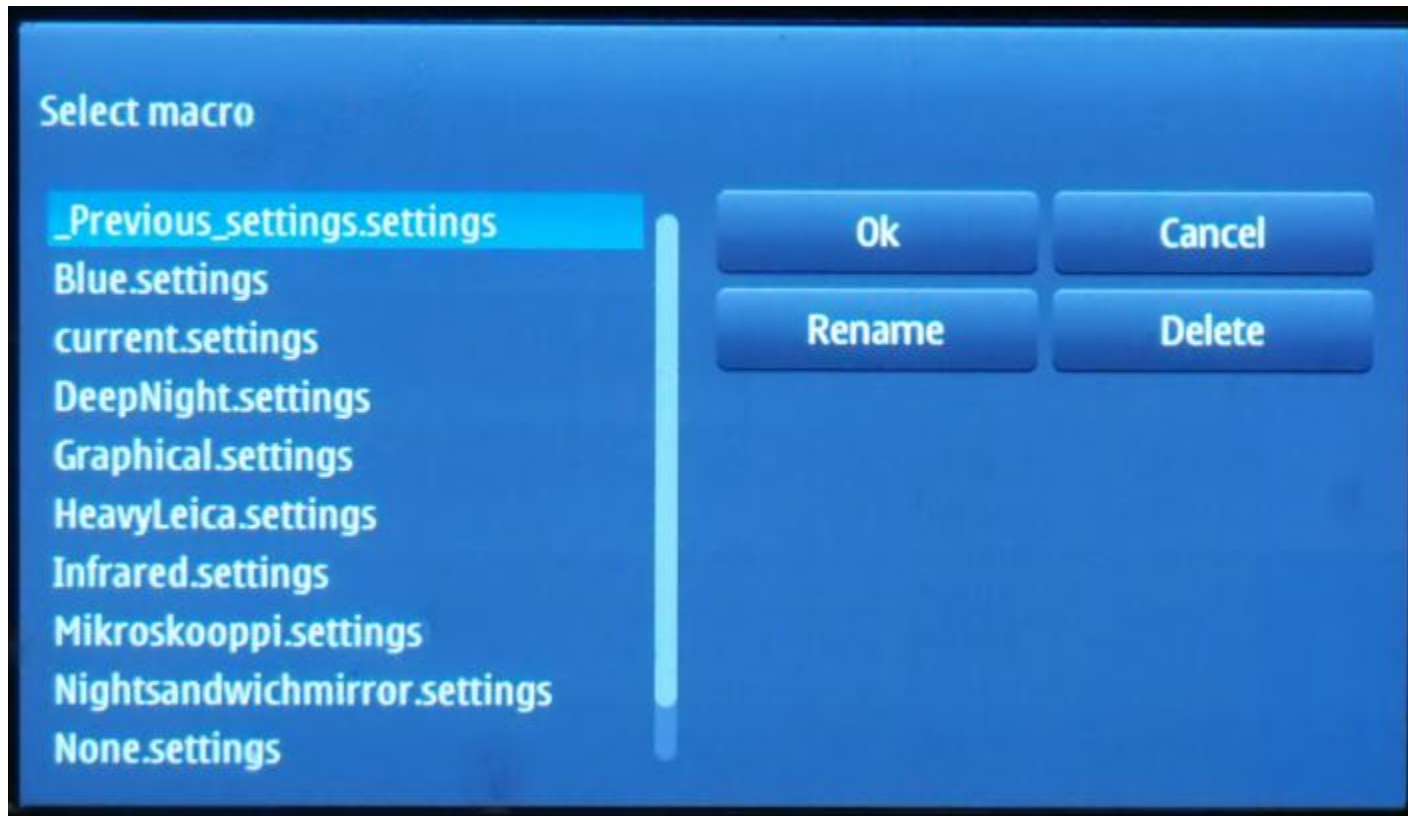 Select macro
_Previous_settings.settings
Blue.settings
current.settings
DeepNight.settings
Graphical.settings
HeavyLeica.settings
Infrared.settings
Mikroskooppi.settings
Nightsandwichmirror.settings
None.settings
Ok
Cancel
Rename
Delete